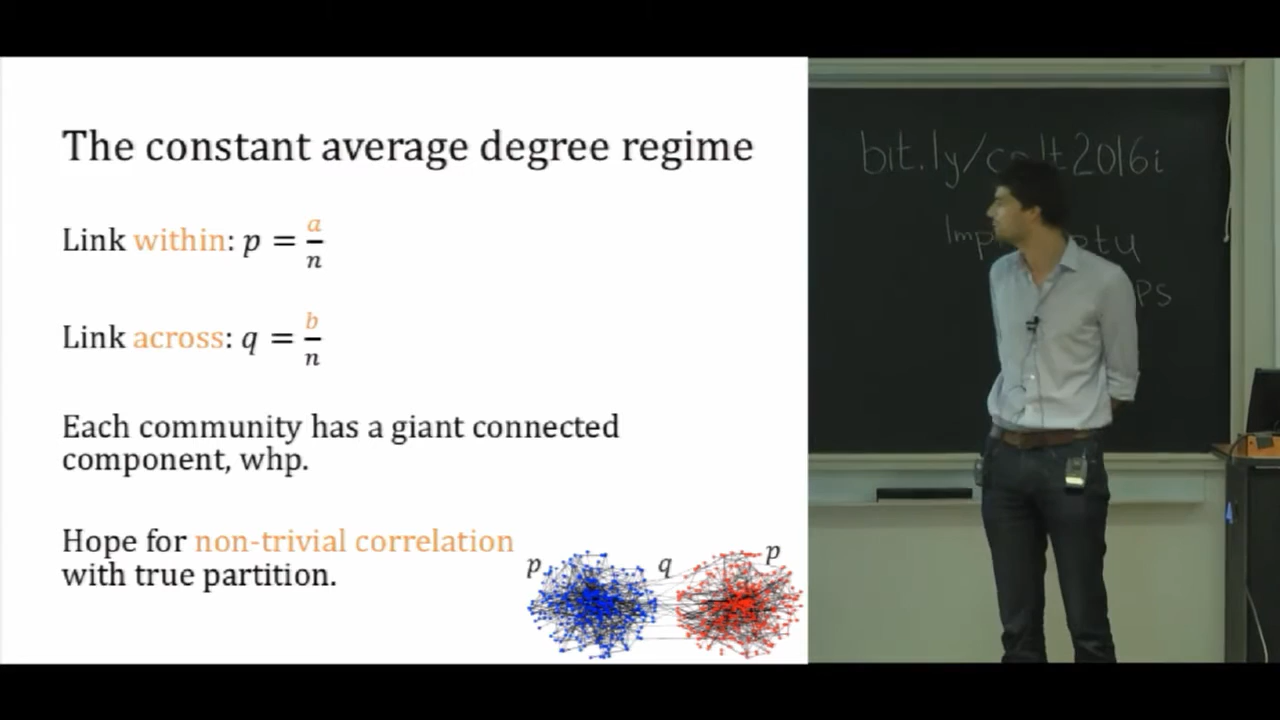 The constant average degree regime
Link within: p = a/n
Link across: q = b/n
Each community has a giant connected
component, whp.
Hope for non-trivial correlation
with true partition.
p q p
bit.ly/colt2016i